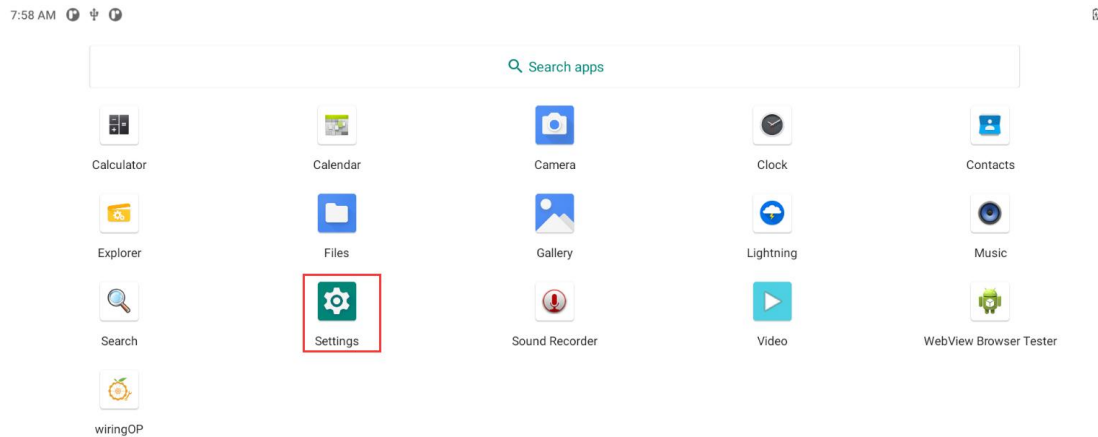 7:58 AM
Search apps
Calculator Calendar Camera Clock Contacts
Explorer Files Gallery Lightning Music
Search Settings Sound Recorder Video WebView Browser Tester
wiringOP